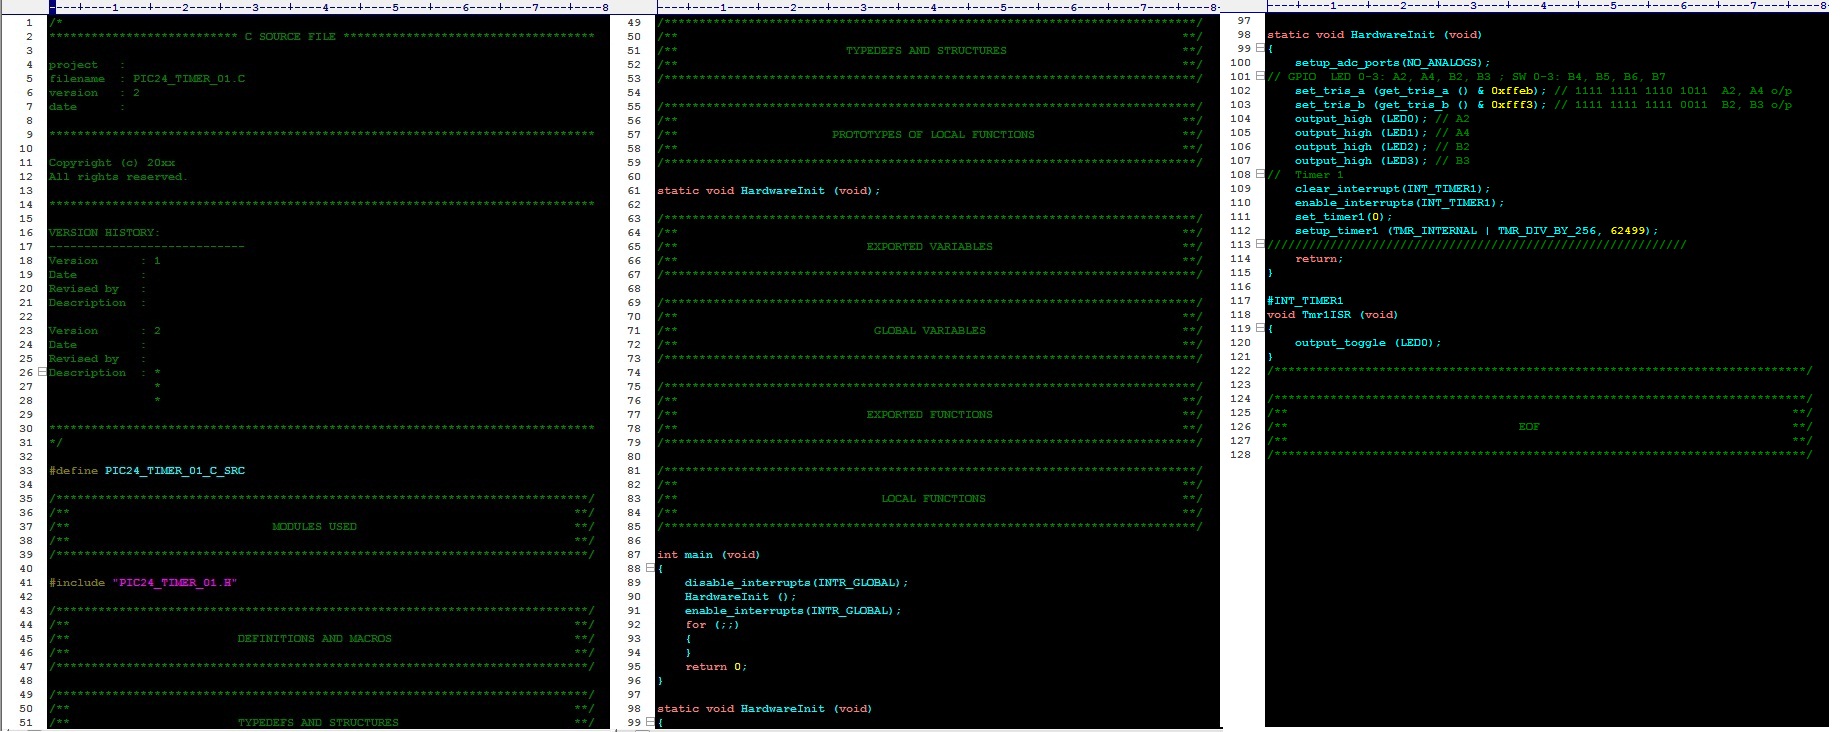 ----+----1----+----2----+----3----+----4----+----5----+----6----+----7----+----8
1 /*
2 *************************** C SOURCE FILE ************************************
3
4 project   :
5 filename  : PIC24_TIMER_01.C
6 version   : 2
7 date      :
8
9 ******************************************************************************
10
11 Copyright (c) 20xx
12 All rights reserved.
13
14 ******************************************************************************
15
16 VERSION HISTORY:
17 ----------------------------
18 Version      : 1
19 Date         :
20 Revised by   :
21 Description  :
22
23 Version      : 2
24 Date         :
25 Revised by   :
26 Description  : *
27                *
28                *
29
30 ******************************************************************************
31 */
32
33 #define PIC24_TIMER_01_C_SRC
34
35 /****************************************************************************/
36 /**                                                                        **/
37 /**                             MODULES USED                               **/
38 /**                                                                        **/
39 /****************************************************************************/
40
41 #include "PIC24_TIMER_01.H"
42
43 /****************************************************************************/
44 /**                                                                        **/
45 /**                        DEFINITIONS AND MACROS                          **/
46 /**                                                                        **/
47 /****************************************************************************/
48
49 /****************************************************************************/
50 /**                                                                        **/
51 /**                        TYPEDEFS AND STRUCTURES                         **/
----+----1----+----2----+----3----+----4----+----5----+----6----+----7----+----8
49 /****************************************************************************/
50 /**                                                                        **/
51 /**                        TYPEDEFS AND STRUCTURES                         **/
52 /**                                                                        **/
53 /****************************************************************************/
54
55 /****************************************************************************/
56 /**                                                                        **/
57 /**                      PROTOTYPES OF LOCAL FUNCTIONS                     **/
58 /**                                                                        **/
59 /****************************************************************************/
60
61 static void HardwareInit (void);
62
63 /****************************************************************************/
64 /**                                                                        **/
65 /**                           EXPORTED VARIABLES                           **/
66 /**                                                                        **/
67 /****************************************************************************/
68
69 /****************************************************************************/
70 /**                                                                        **/
71 /**                            GLOBAL VARIABLES                            **/
72 /**                                                                        **/
73 /****************************************************************************/
74
75 /****************************************************************************/
76 /**                                                                        **/
77 /**                           EXPORTED FUNCTIONS                           **/
78 /**                                                                        **/
79 /****************************************************************************/
80
81 /****************************************************************************/
82 /**                                                                        **/
83 /**                             LOCAL FUNCTIONS                            **/
84 /**                                                                        **/
85 /****************************************************************************/
86
87 int main (void)
88 {
89     disable_interrupts(INTR_GLOBAL);
90     HardwareInit ();
91     enable_interrupts(INTR_GLOBAL);
92     for (;;)
93     {
94     }
95     return 0;
96 }
97
98 static void HardwareInit (void)
99 {
----+----1----+----2----+----3----+----4----+----5----+----6----+----7----+----8
97
98 static void HardwareInit (void)
99 {
100     setup_adc_ports(NO_ANALOGS);
101 // GPIO  LED 0-3: A2, A4, B2, B3 ; SW 0-3: B4, B5, B6, B7
102     set_tris_a (get_tris_a () & 0xffeb); // 1111 1111 1110 1011  A2, A4 o/p
103     set_tris_b (get_tris_b () & 0xfff3); // 1111 1111 1111 0011  B2, B3 o/p
104     output_high (LED0); // A2
105     output_high (LED1); // A4
106     output_high (LED2); // B2
107     output_high (LED3); // B3
108 //  Timer 1
109     clear_interrupt(INT_TIMER1);
110     enable_interrupts(INT_TIMER1);
111     set_timer1(0);
112     setup_timer1 (TMR_INTERNAL | TMR_DIV_BY_256, 62499);
113 ////////////////////////////////////////////////////////////
114     return;
115 }
116
117 #INT_TIMER1
118 void Tmr1ISR (void)
119 {
120     output_toggle (LED0);
121 }
122 /****************************************************************************/
123
124 /****************************************************************************/
125 /**                                                                        **/
126 /**                                 EOF                                    **/
127 /**                                                                        **/
128 /****************************************************************************/